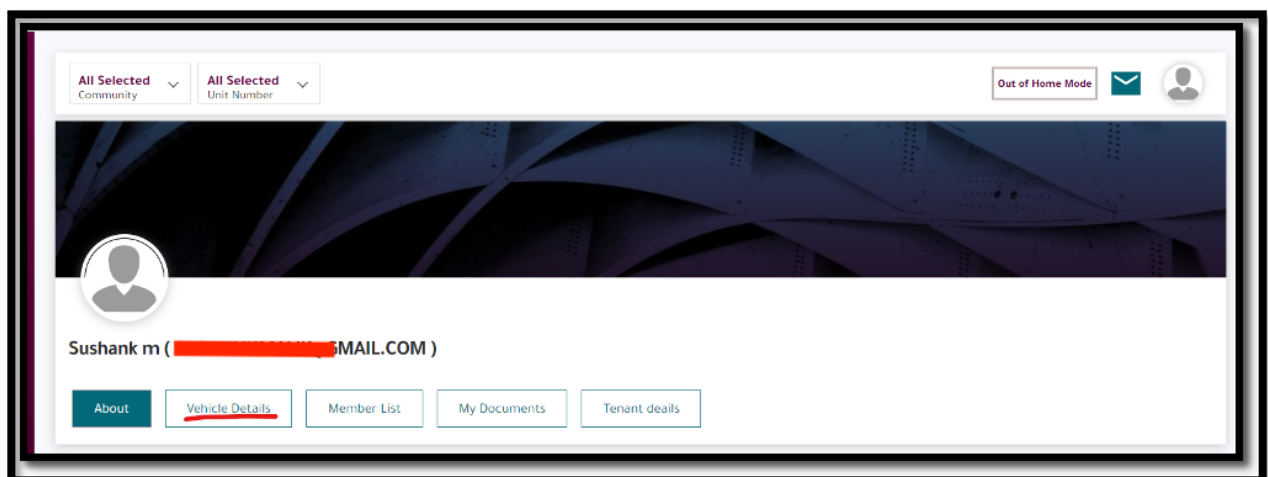 All Selected
Community
All Selected
Unit Number
Out of Home Mode
Sushank m ( GMAIL.COM )
About
Vehicle Details
Member List
My Documents
Tenant deails